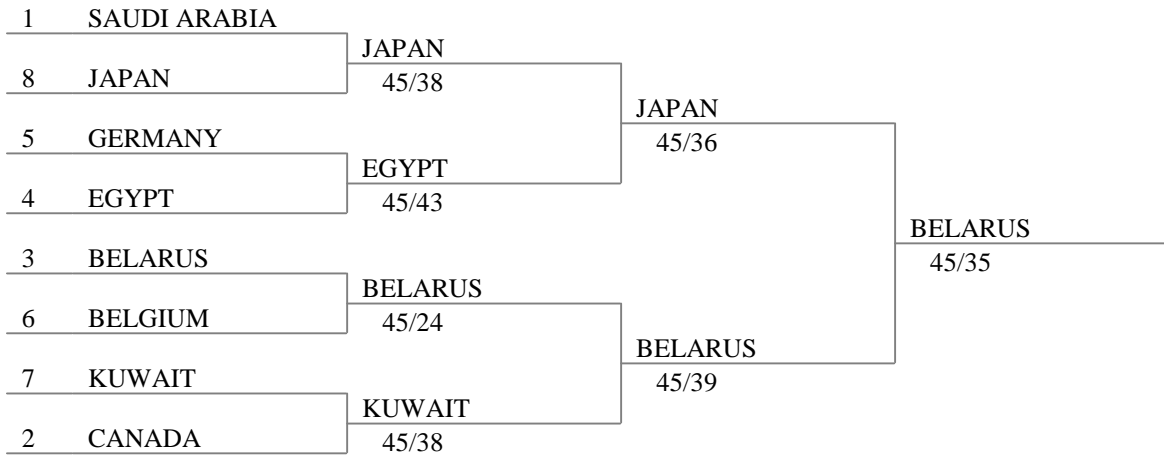 1 SAUDI ARABIA
JAPAN
8 JAPAN
45/38
JAPAN
5 GERMANY
45/36
EGYPT
4 EGYPT
45/43
BELARUS
3 BELARUS
45/35
BELARUS
6 BELGIUM
45/24
BELARUS
7 KUWAIT
45/39
KUWAIT
2 CANADA
45/38